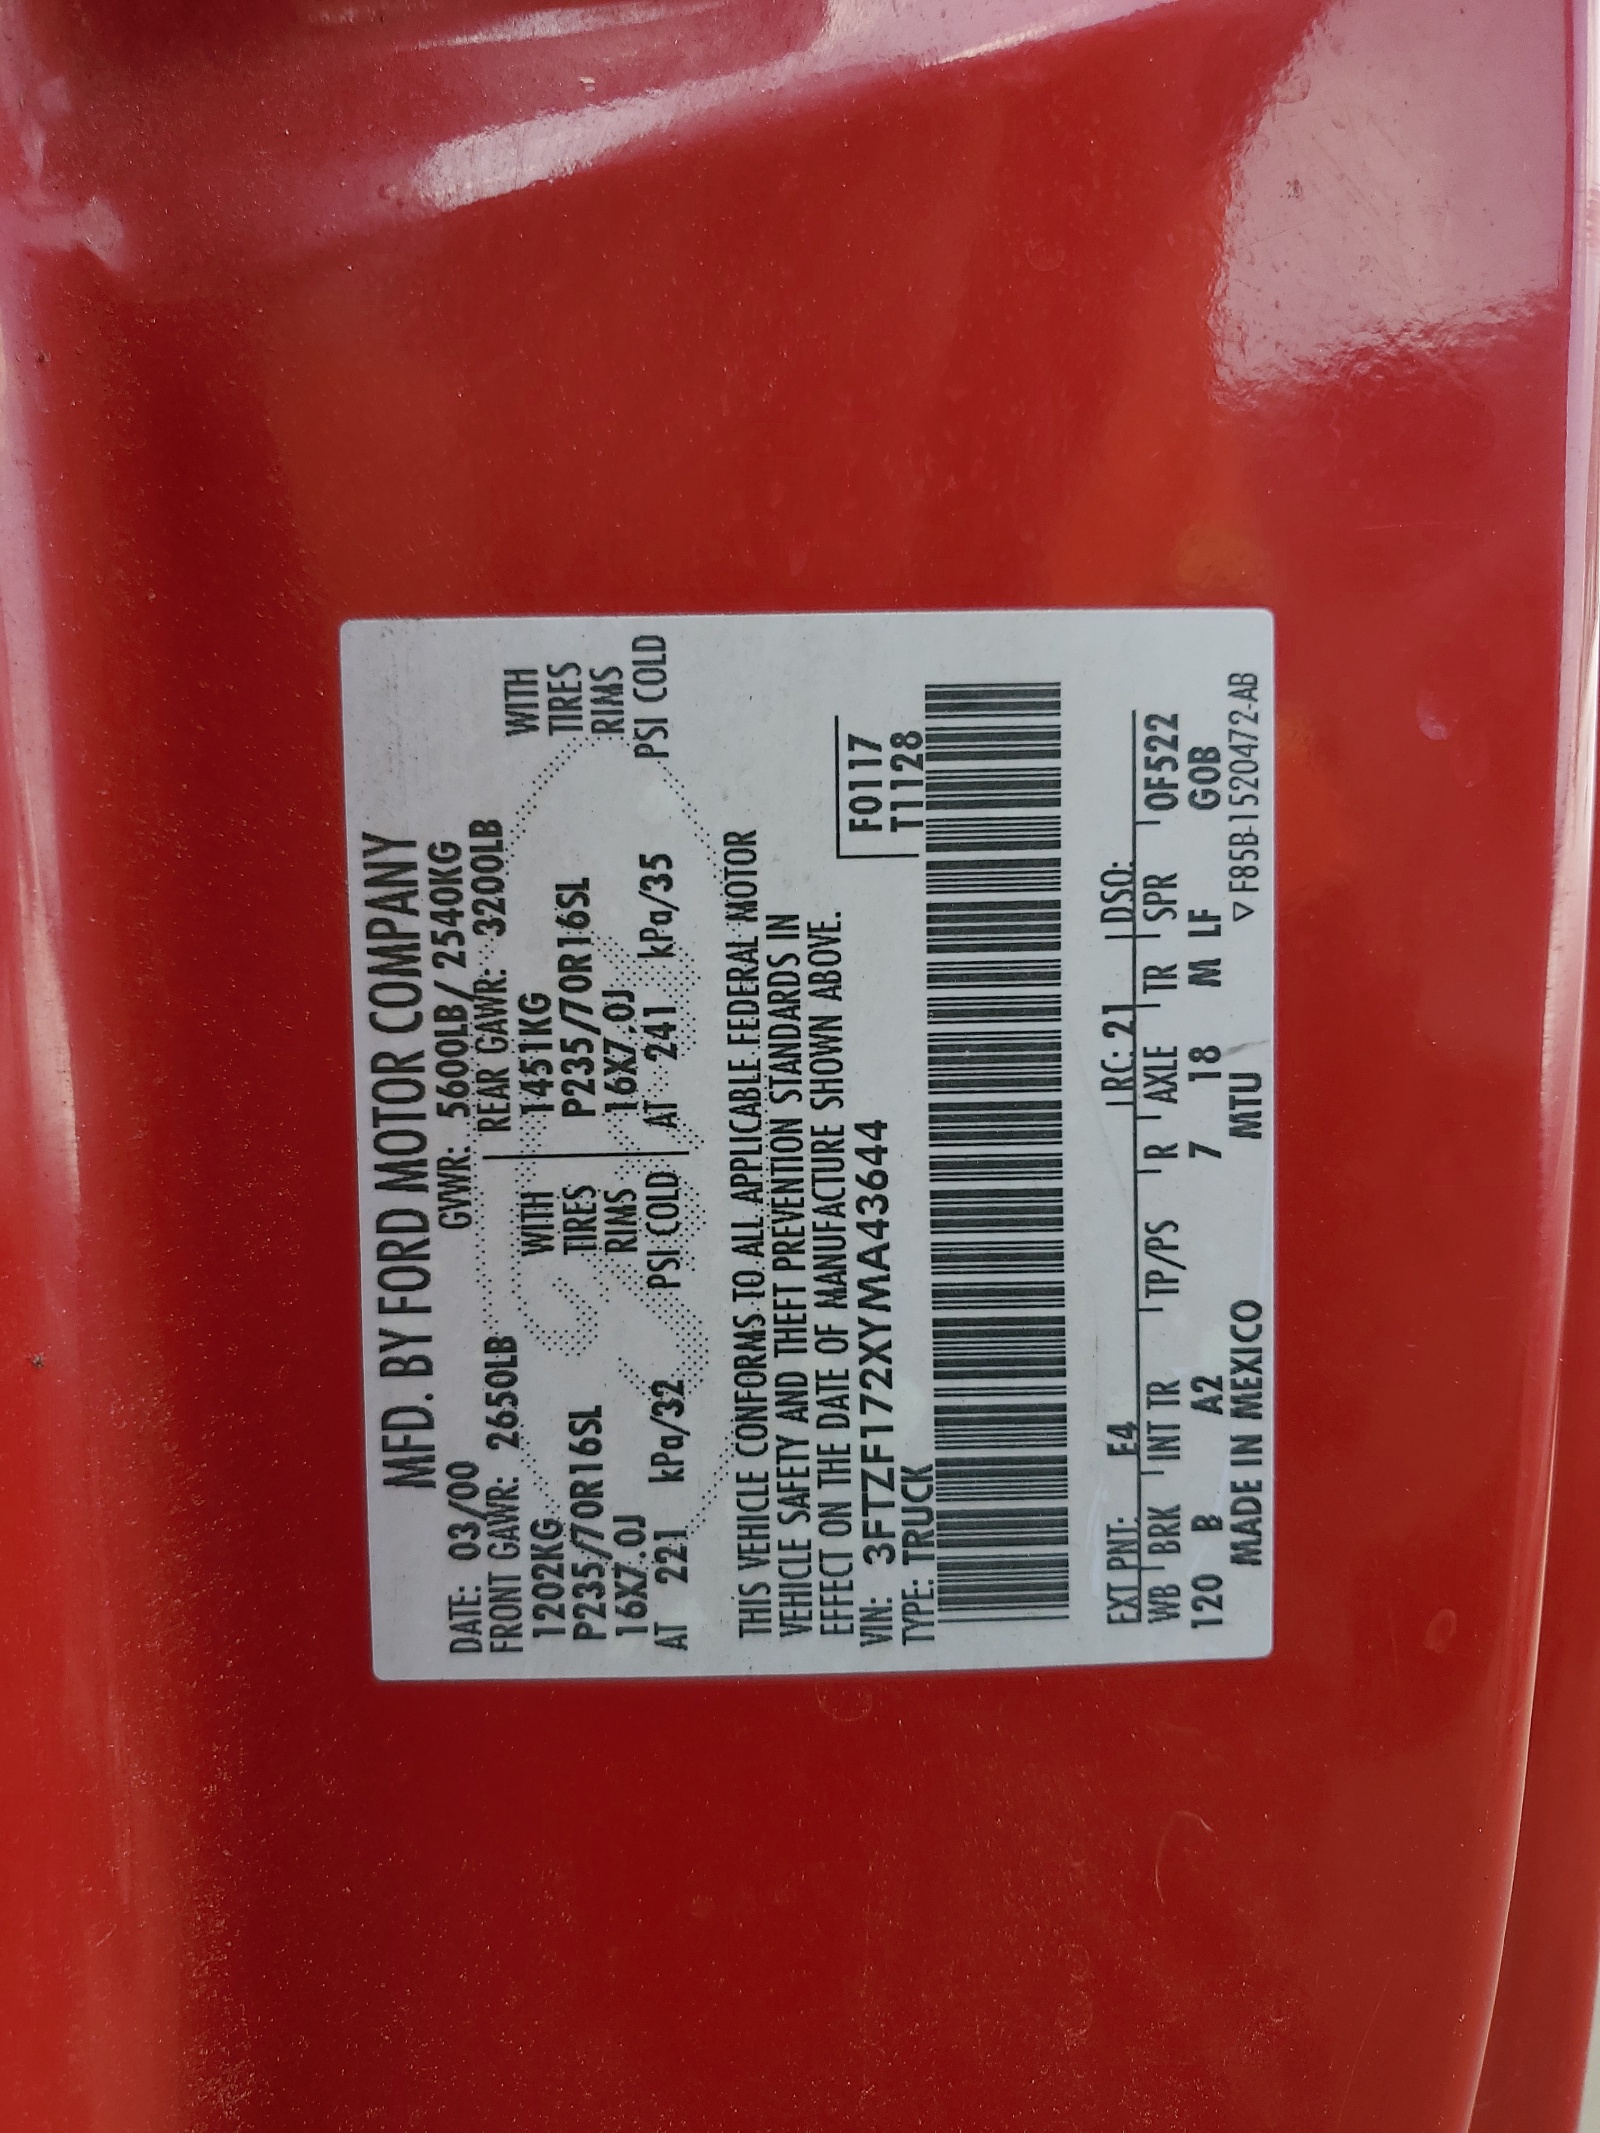 MFD. BY FORD MOTOR COMPANY
DATE: 03/00 GVWR: 5600LB/ 2540KG
FRONT GAWR: 2650LB REAR GAWR: 3200LB
1202KG WITH 1451KG WITH
P235/70R16SL TIRES P235/70R16SL TIRES
16X7.0J RIMS 16X7.0J RIMS
AT 221 kPa/32 PSI COLD AT 241 kPa/35 PSI COLD
THIS VEHICLE CONFORMS TO ALL APPLICABLE FEDERAL MOTOR
VEHICLE SAFETY AND THEFT PREVENTION STANDARDS IN
EFFECT ON THE DATE OF MANUFACTURE SHOWN ABOVE.
VIN: 3FTZF172XYMA43644 F0117
TYPE: TRUCK T1128
EXT PNT: E4 RC: 21 DSO:
WB BRK INT TR TP/PS R AXLE TR SPR 0F522
120 B A2 7 18 M LF GOB
MADE IN MEXICO MTU ▽F85B-1520472-AB